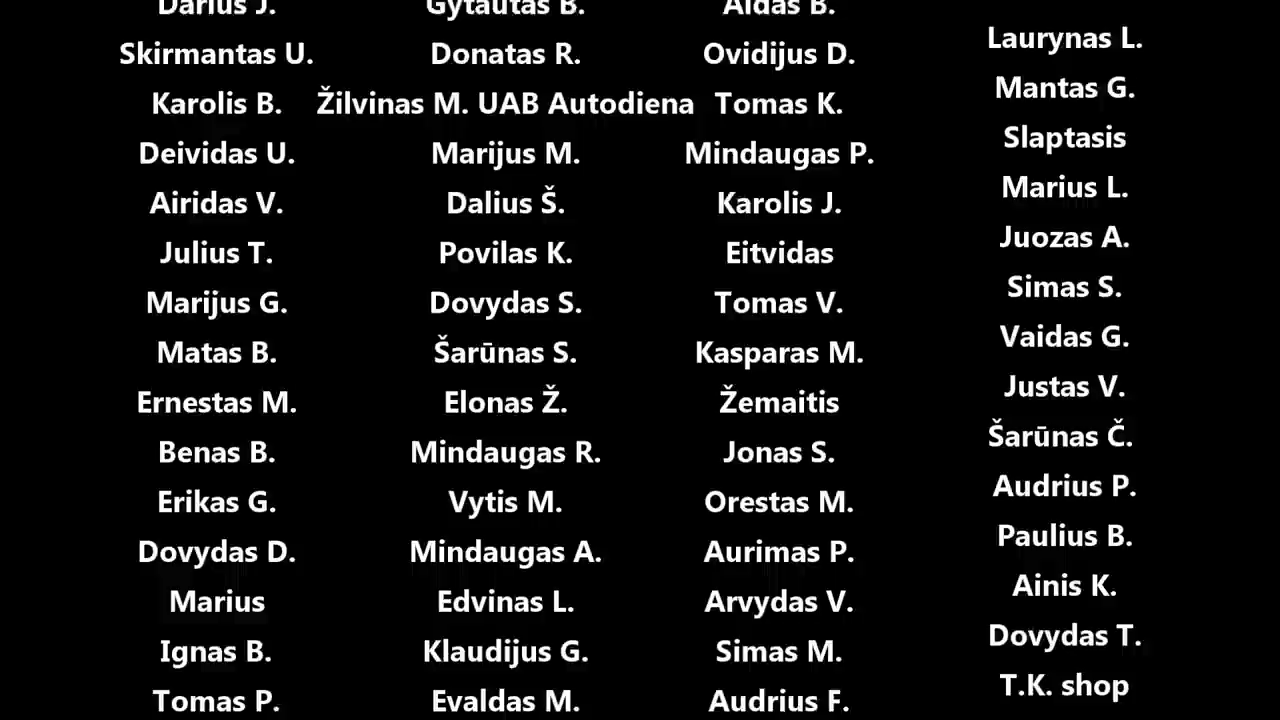 Darius J.
Skirmantas U.
Karolis B.
Deividas U.
Airidas V.
Julius T.
Marijus G.
Matas B.
Ernestas M.
Benas B.
Erikas G.
Dovydas D.
Marius
Ignas B.
Tomas P.
Gytautas B.
Donatas R.
Žilvinas M. UAB Autodiena
Marijus M.
Dalius Š.
Povilas K.
Dovydas S.
Šarūnas S.
Elonas Ž.
Mindaugas R.
Vytis M.
Mindaugas A.
Edvinas L.
Klaudijus G.
Evaldas M.
Aidas B.
Ovidijus D.
Tomas K.
Mindaugas P.
Karolis J.
Eitvidas
Tomas V.
Kasparas M.
Žemaitis
Jonas S.
Orestas M.
Aurimas P.
Arvydas V.
Simas M.
Audrius F.
Laurynas L.
Mantas G.
Slaptasis
Marius L.
Juozas A.
Simas S.
Vaidas G.
Justas V.
Šarūnas Č.
Audrius P.
Paulius B.
Ainis K.
Dovydas T.
T.K. shop